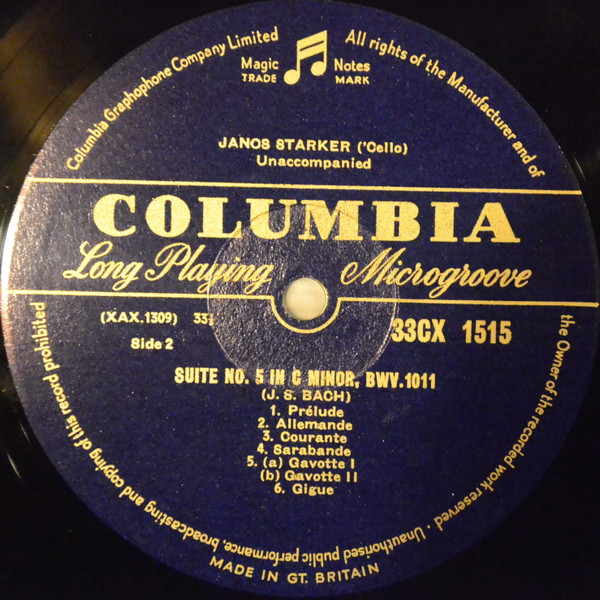 Columbia Graphophone Company Limited
All rights of the Manufacturer and of
the Owner of the recorded work reserved · Unauthorised public performance, broadcasting and copying of this record prohibited
Magic Notes
TRADE MARK
JANOS STARKER ('Cello)
Unaccompanied
COLUMBIA
Long Playing Microgroove
(XAX.1309) 33
33CX 1515
Side 2
SUITE NO. 5 IN C MINOR, BWV.1011
(J. S. BACH)
1. Prélude
2. Allemande
3. Courante
4. Sarabande
5. (a) Gavotte I
(b) Gavotte II
6. Gigue
MADE IN GT. BRITAIN